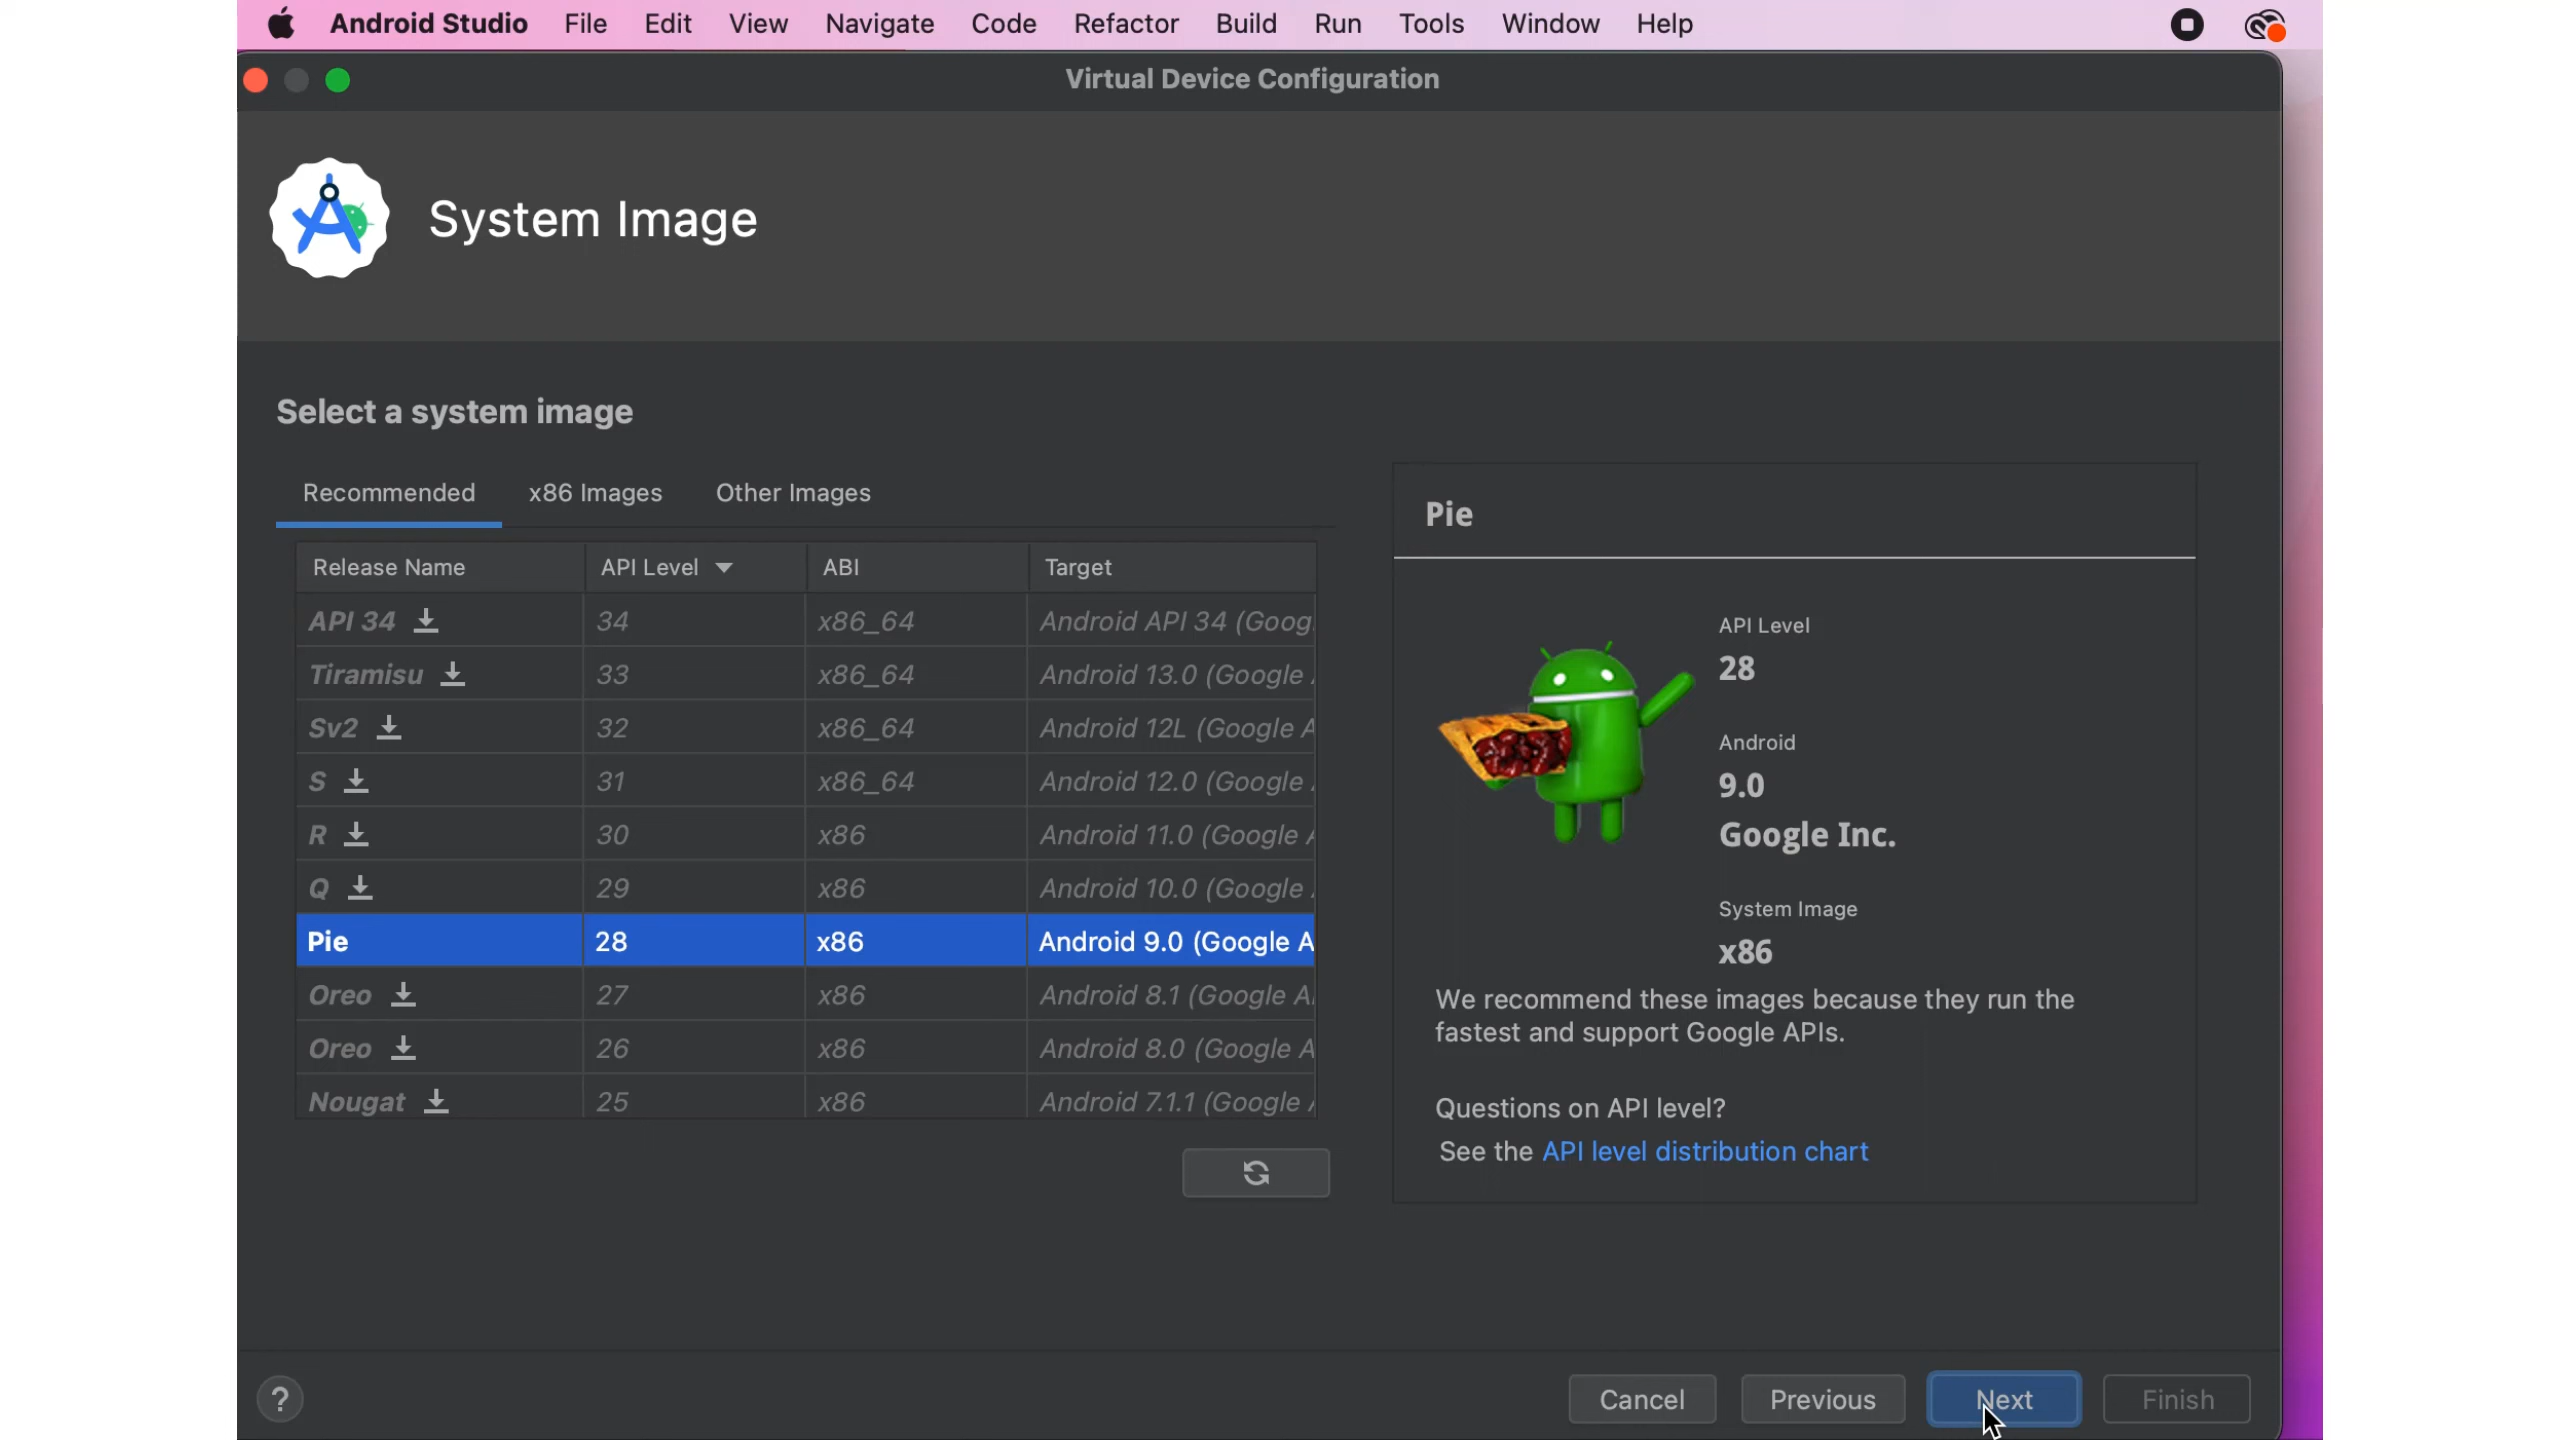 Android Studio File Edit View Navigate Code Refactor Build Run Tools Window Help
Virtual Device Configuration
System Image
Select a system image
Recommended x86 Images Other Images
Release Name API Level ABI Target
API 34 34 x86_64 Android API 34 (Goog
Tiramisu 33 x86_64 Android 13.0 (Google
Sv2 32 x86_64 Android 12L (Google A
S 31 x86_64 Android 12.0 (Google
R 30 x86 Android 11.0 (Google A
Q 29 x86 Android 10.0 (Google
Pie 28 x86 Android 9.0 (Google A
Oreo 27 x86 Android 8.1 (Google A
Oreo 26 x86 Android 8.0 (Google A
Nougat 25 x86 Android 7.1.1 (Google A
Pie
API Level
28
Android
9.0
Google Inc.
System Image
x86
We recommend these images because they run the
fastest and support Google APIs.
Questions on API level?
See the API level distribution chart
? Cancel Previous Next Finish